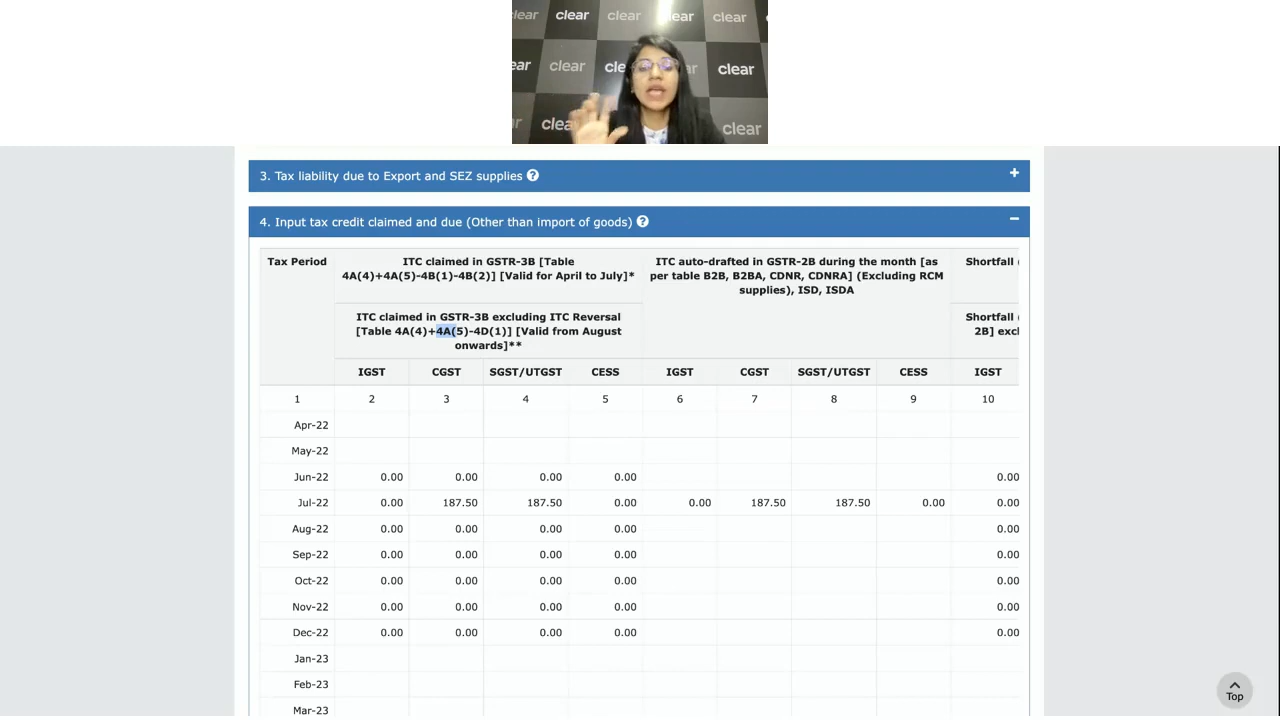 lear clear clear ear clear
ear clear cle ar clear
r clea clear
3. Tax liability due to Export and SEZ supplies ? +
4. Input tax credit claimed and due (Other than import of goods) ? −
Tax Period
ITC claimed in GSTR-3B [Table
4A(4)+4A(5)-4B(1)-4B(2)] [Valid for April to July]*
ITC auto-drafted in GSTR-2B during the month [as
per table B2B, B2BA, CDNR, CDNRA] (Excluding RCM
supplies), ISD, ISDA
Shortfall (
ITC claimed in GSTR-3B excluding ITC Reversal
[Table 4A(4)+4A(5)-4D(1)] [Valid from August
onwards]**
Shortfall (
2B] excl
IGST CGST SGST/UTGST CESS IGST CGST SGST/UTGST CESS IGST
1 2 3 4 5 6 7 8 9 10
Apr-22
May-22
Jun-22 0.00 0.00 0.00 0.00 0.00
Jul-22 0.00 187.50 187.50 0.00 0.00 187.50 187.50 0.00 0.00
Aug-22 0.00 0.00 0.00 0.00 0.00
Sep-22 0.00 0.00 0.00 0.00 0.00
Oct-22 0.00 0.00 0.00 0.00 0.00
Nov-22 0.00 0.00 0.00 0.00 0.00
Dec-22 0.00 0.00 0.00 0.00 0.00
Jan-23
Feb-23
Mar-23
Top